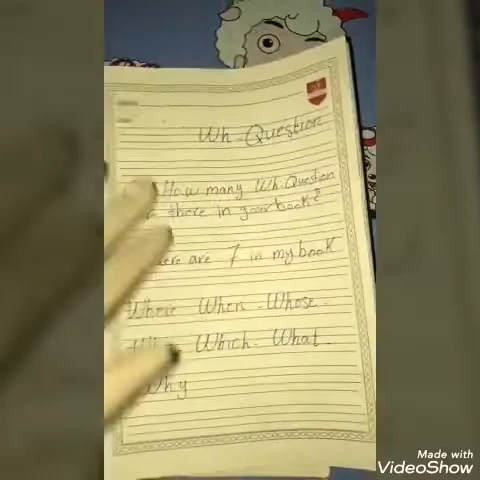 Wh-Question
How many Wh-Question
there in your book?
are 7 in my book
Where When - Whose -
Which - What -
Why
Made with
VideoShow